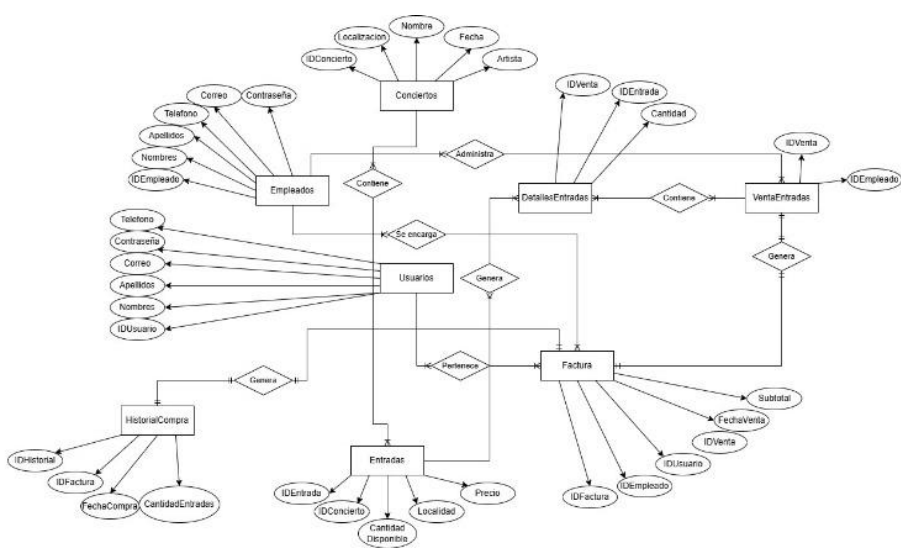 Nombre
Localizacion
Fecha
IDConcierto
Artista
Conciertos
IDVenta
IDEntrada
Cantidad
Correo
Contraseña
Telefono
Apellidos
Nombres
IDEmpleado
Empleados
Contiene
Administra
DetallesEntradas
Contiene
VentaEntradas
IDVenta
IDEmpleado
Se encarga
Genera
Genera
Telefono
Contraseña
Correo
Apellidos
Nombres
IDUsuario
Usuarios
Genera
Pertenece
Factura
Subtotal
FechaVenta
IDVenta
IDUsuario
IDEmpleado
IDFactura
HistorialCompra
IDHistorial
IDFactura
FechaCompra
CantidadEntradas
Entradas
IDEntrada
IDConcierto
Cantidad
Disponible
Localidad
Precio